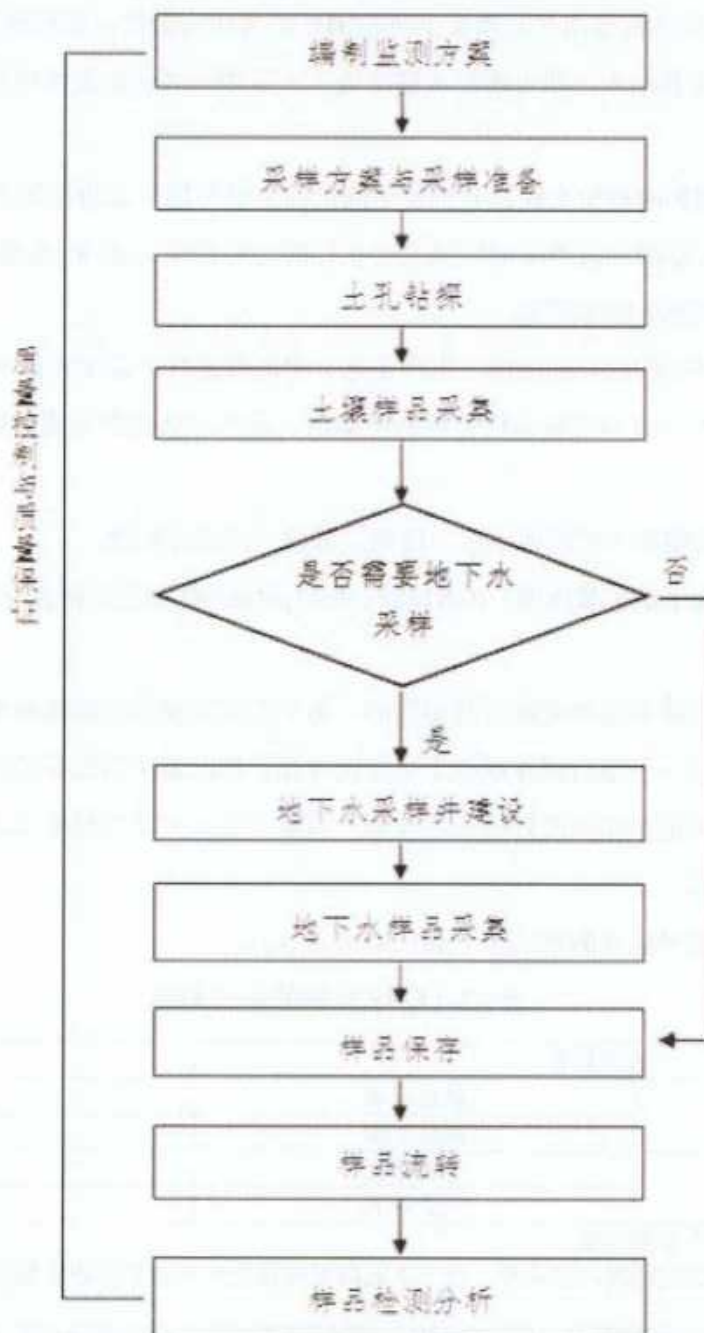 编制监测方案
采样方案与采样准备
土孔钻探
土壤样品采集
是否需要地下水
采样
否
是
地下水采样井建设
地下水样品采集
样品保存
样品流转
样品检测分析